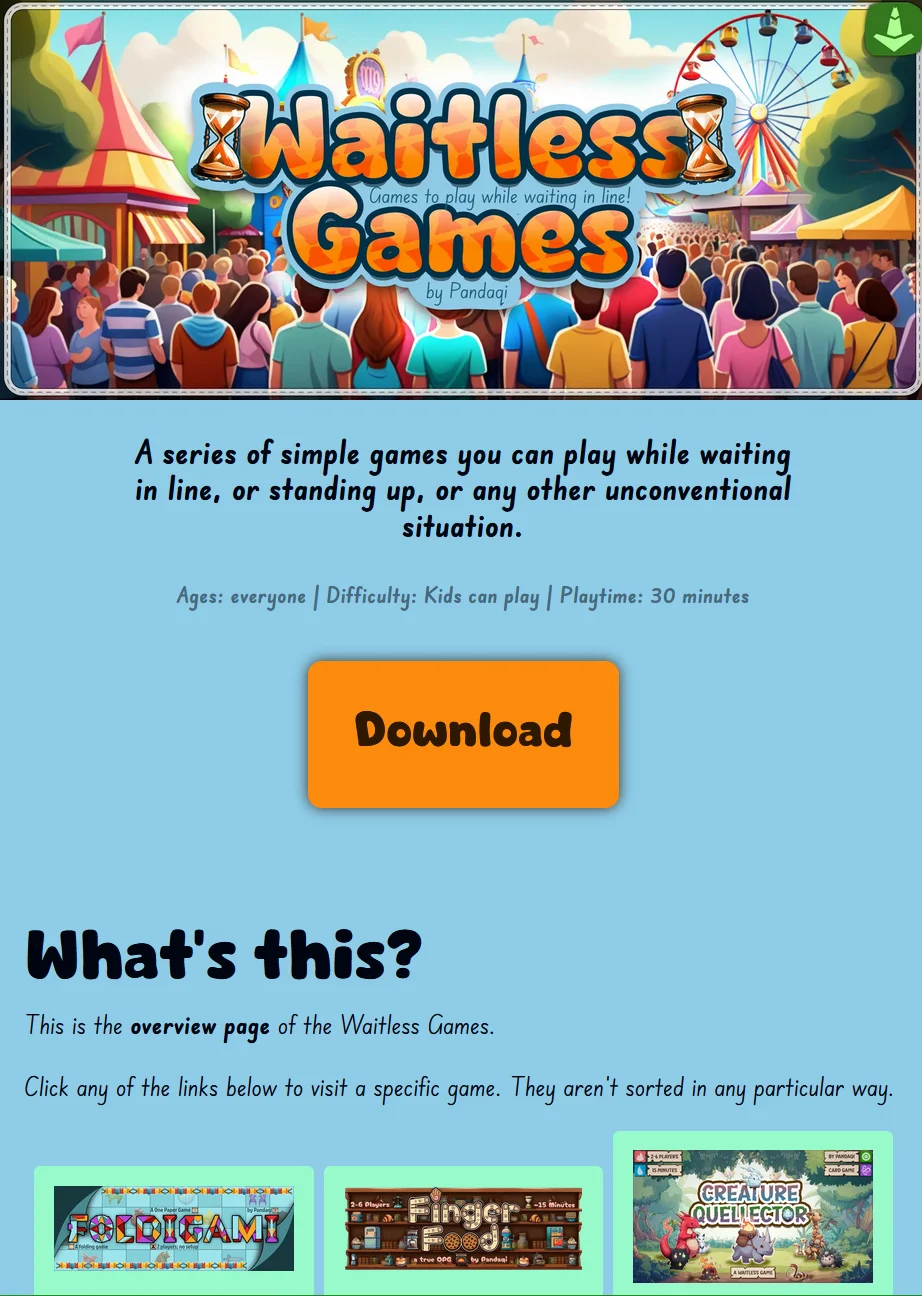 Waitless
Games to play while waiting in line!
Games
by Pandaqi
A series of simple games you can play while waiting
in line, or standing up, or any other unconventional
situation.
Ages: everyone | Difficulty: Kids can play | Playtime: 30 minutes
Download
What's this?
This is the overview page of the Waitless Games.
Click any of the links below to visit a specific game. They aren't sorted in any particular way.
A One Paper Game
by Pandaqi
FOLDIGAMI
A folding game
2 players, no setup
2-6 Players
~15 Minutes
Finger
Food
a true OPG
by Pandaqi
2-6 PLAYERS
BY PANDAQI
15 MINUTES
CARD GAME
CREATURE
QUELLECTOR
A WAITLESS GAME